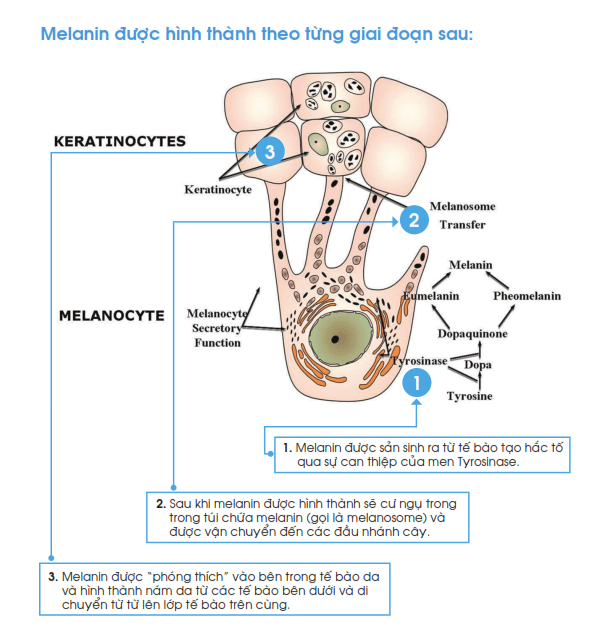 Melanin được hình thành theo từng giai đoạn sau:
KERATINOCYTES
3
Keratinocyte
Melanosome
2
Transfer
Melanin
Eumelanin
Pheomelanin
MELANOCYTE
Melanocyte
Secretory
Function
Dopaquinone
Tyrosinase
Dopa
1
Tyrosine
1. Melanin được sản sinh ra từ tế bào tạo hắc tố
qua sự can thiệp của men Tyrosinase.
2. Sau khi melanin được hình thành sẽ cư ngụ trong
trong túi chứa melanin (gọi là melanosome) và
được vận chuyển đến các đầu nhánh cây.
3. Melanin được “phóng thích” vào bên trong tế bào da
và hình thành nám da từ các tế bào bên dưới và di
chuyển từ từ lên lớp tế bào trên cùng.